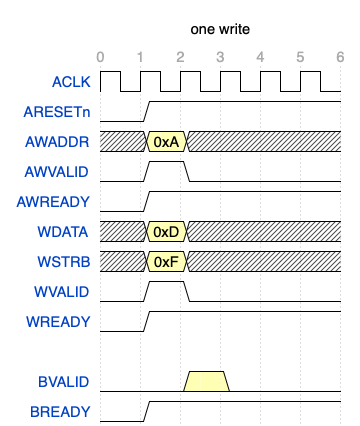 one write
0 1 2 3 4 5 6
ACLK
ARESETn
AWADDR 0xA
AWVALID
AWREADY
WDATA 0xD
WSTRB 0xF
WVALID
WREADY
BVALID
BREADY